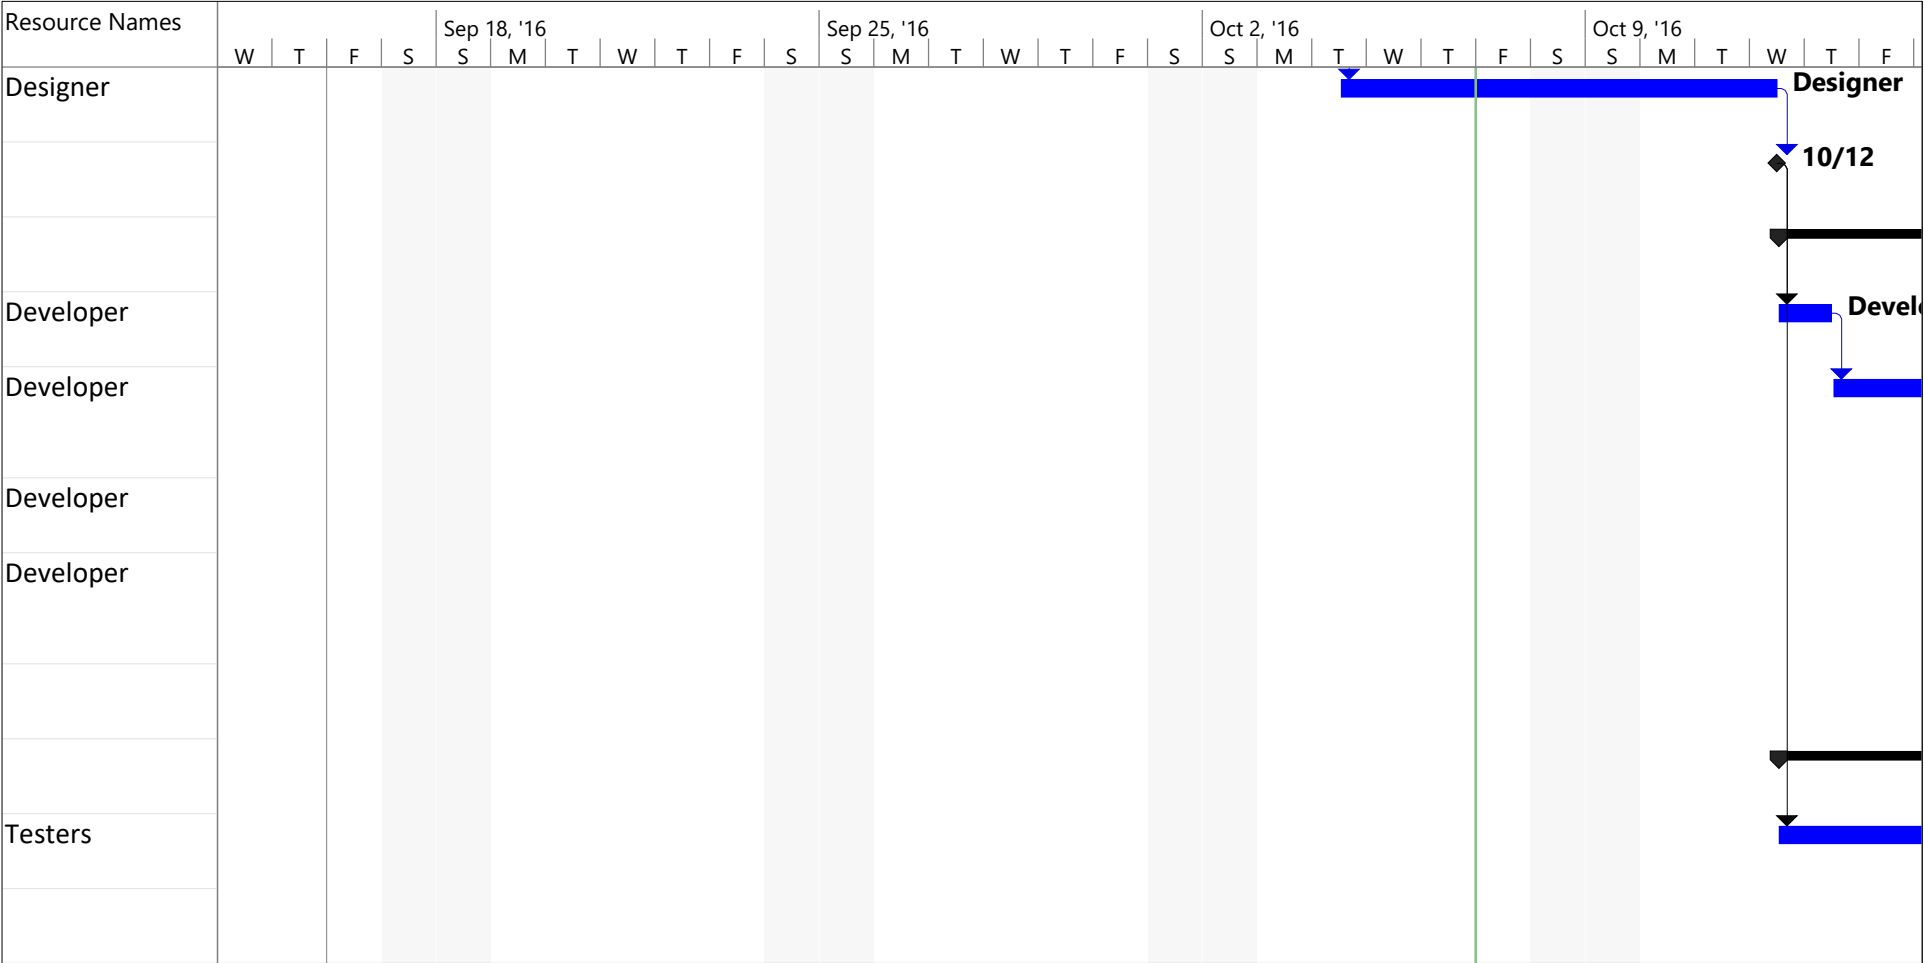 Resource Names
Sep 18, '16 Sep 25, '16 Oct 2, '16 Oct 9, '16
W T F S S M T W T F S S M T W T F S S M T W T F S S M T W T F
Designer Designer
10/12
Developer Develo
Developer
Developer
Developer
Testers